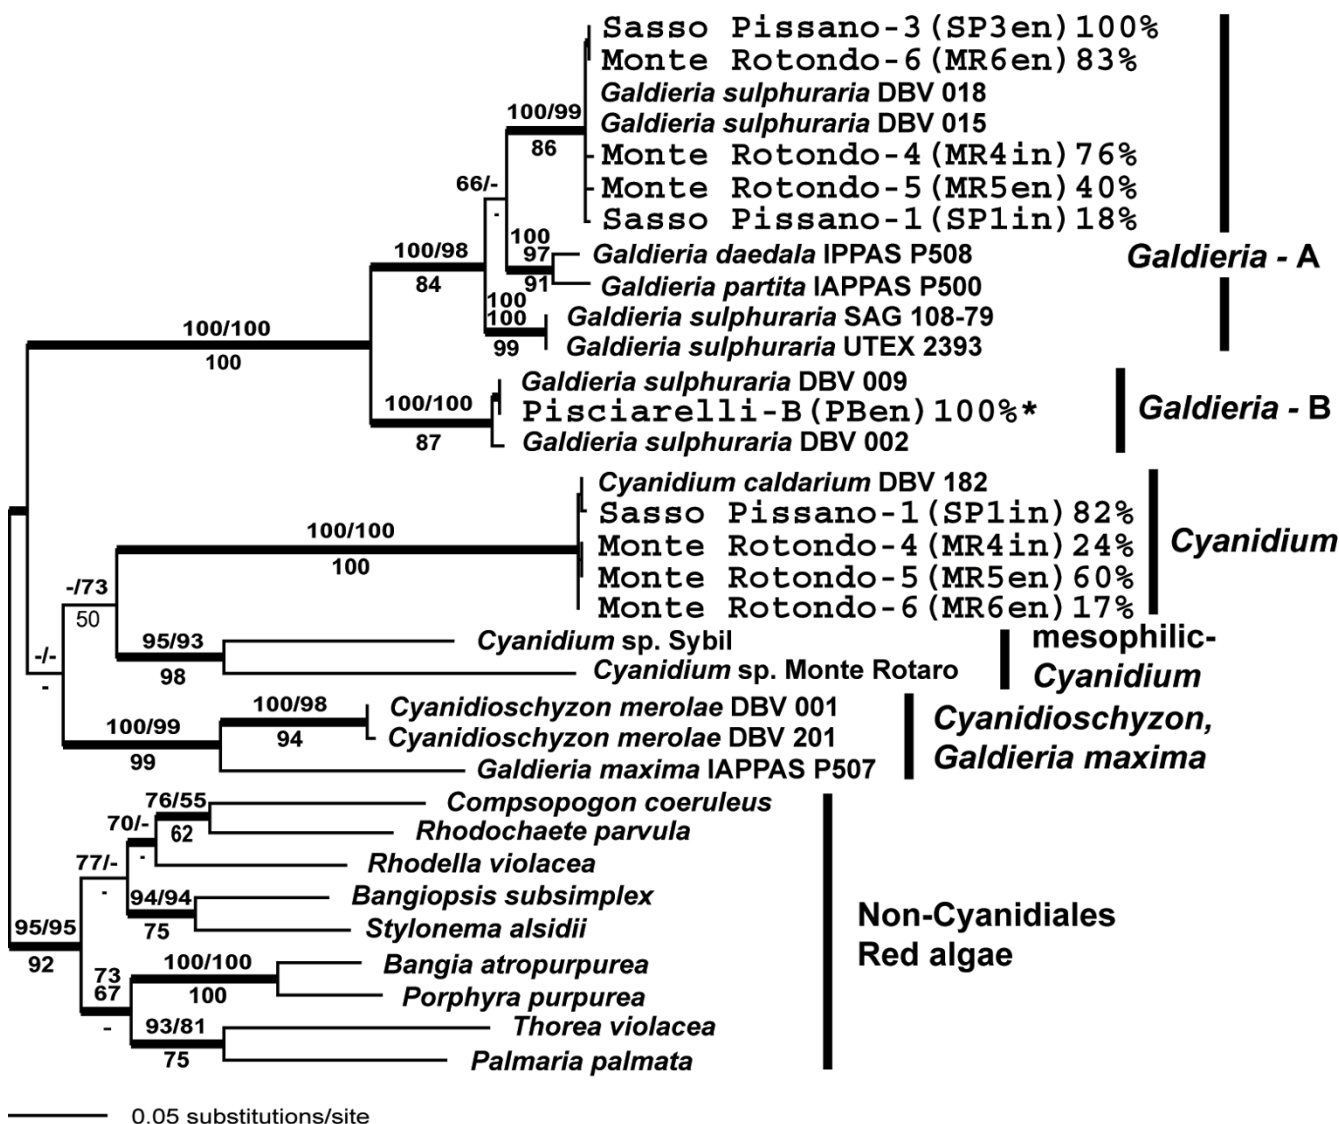 Sasso Pissano-3(SP3en)100%
Monte Rotondo-6(MR6en)83%
Galdieria sulphuraria DBV 018
100/99
Galdieria sulphuraria DBV 015
86
Monte Rotondo-4(MR4in)76%
66/-
Monte Rotondo-5(MR5en)40%
-
Sasso Pissano-1(SP1in)18%
100
97
100/98
Galdieria daedala IPPAS P508
Galdieria - A
84
91
Galdieria partita IAPPAS P500
100
100
Galdieria sulphuraria SAG 108-79
100/100
99
Galdieria sulphuraria UTEX 2393
100
Galdieria sulphuraria DBV 009
100/100
Pisciarelli-B(PBen)100%*
Galdieria - B
87
Galdieria sulphuraria DBV 002
Cyanidium caldarium DBV 182
Sasso Pissano-1(SP1in)82%
100/100
Monte Rotondo-4(MR4in)24%
Cyanidium
100
Monte Rotondo-5(MR5en)60%
-/73
Monte Rotondo-6(MR6en)17%
50
95/93
Cyanidium sp. Sybil
mesophilic-
-/-
98
Cyanidium sp. Monte Rotaro
Cyanidium
-
100/98
Cyanidioschyzon merolae DBV 001
Cyanidioschyzon,
100/99
94
Cyanidioschyzon merolae DBV 201
Galdieria maxima
99
Galdieria maxima IAPPAS P507
76/55
Compsopogon coeruleus
70/-
62
Rhodochaete parvula
77/-
-
Rhodella violacea
-
94/94
Bangiopsis subsimplex
Non-Cyanidiales
95/95
75
Stylonema alsidii
Red algae
92
73
67
100/100
Bangia atropurpurea
100
Porphyra purpurea
-
93/81
Thorea violacea
75
Palmaria palmata
0.05 substitutions/site